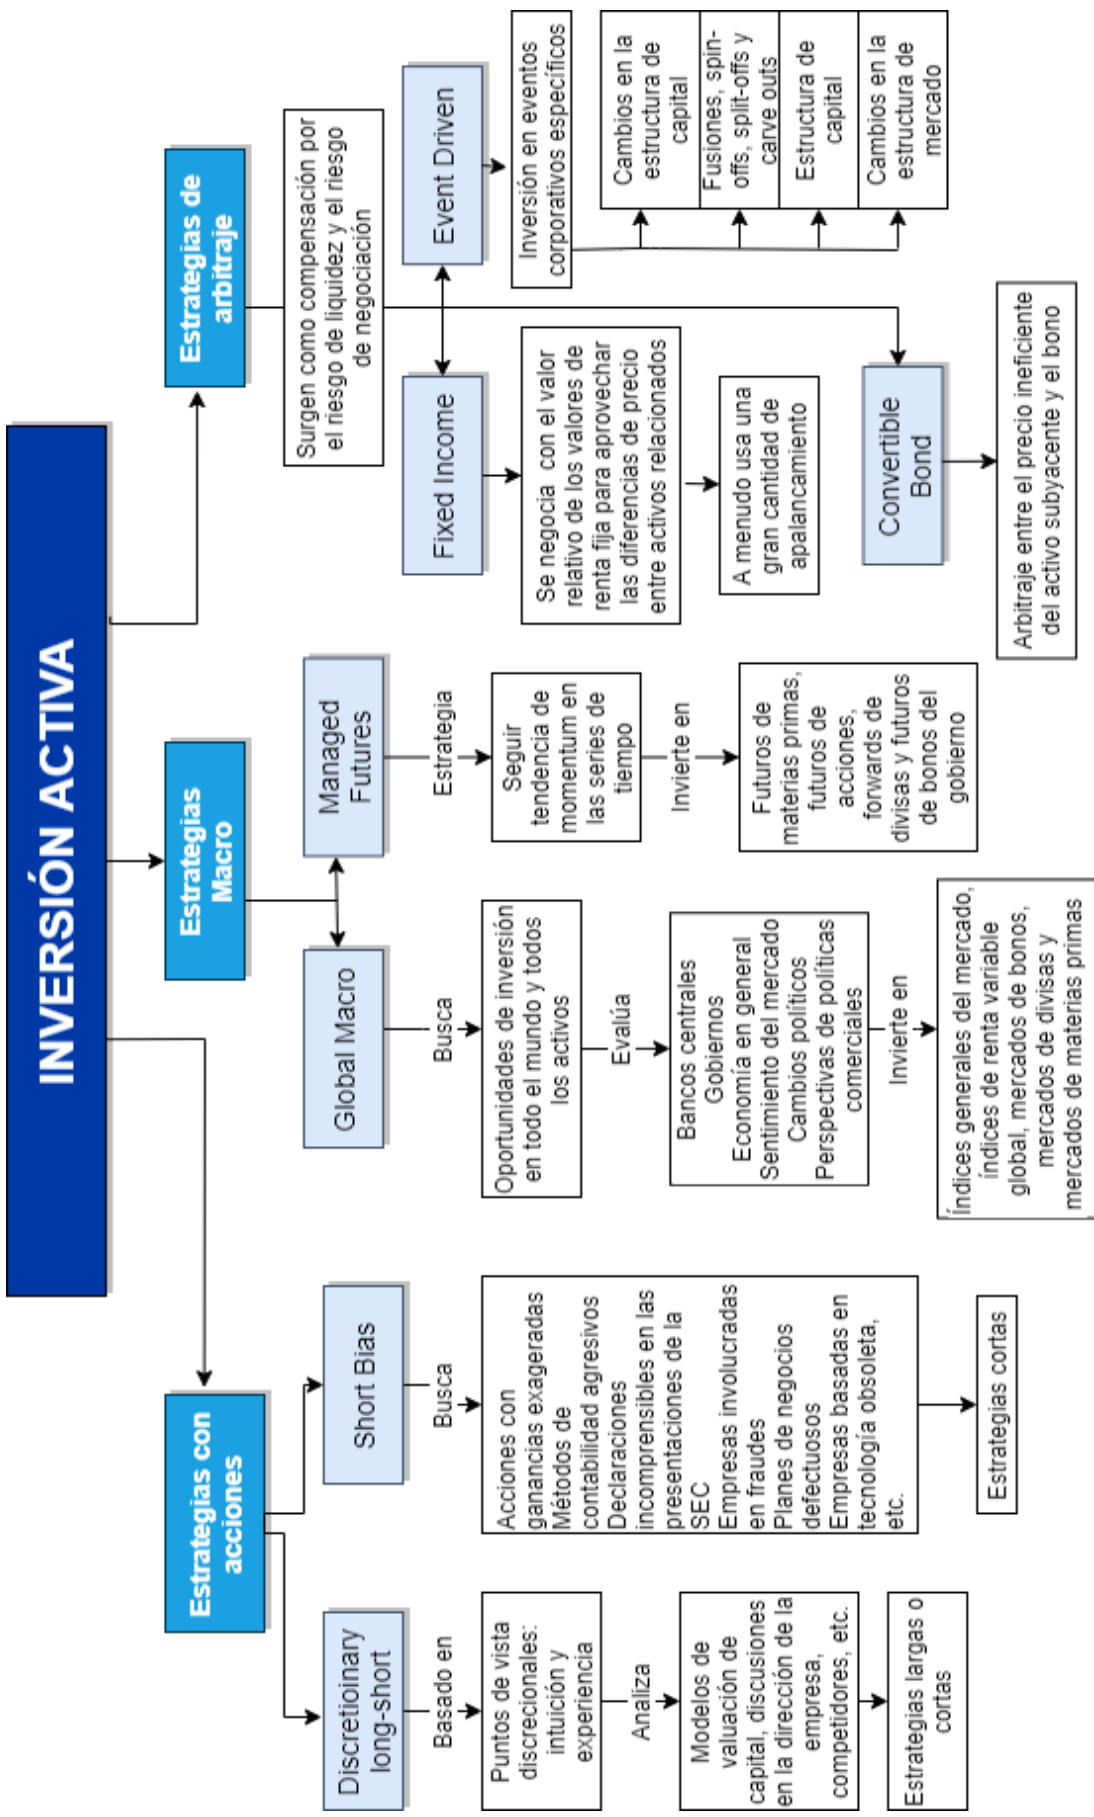 INVERSIÓN ACTIVA
Estrategias con
acciones
Discretioinary
long-short
Basado en
Puntos de vista
discrecionales:
intuición y
experiencia
Analiza
Modelos de
valuación de
capital, discusiones
en la dirección de la
empresa,
competidores, etc.
Estrategias largas o
cortas
Short Bias
Busca
Acciones con
ganancias exageradas
Métodos de
contabilidad agresivos
Declaraciones
incomprensibles en las
presentaciones de la
SEC
Empresas involucradas
en fraudes
Planes de negocios
defectuosos
Empresas basadas en
tecnología obsoleta,
etc.
Estrategias cortas
Estrategias
Macro
Global Macro
Busca
Oportunidades de inversión
en todo el mundo y todos
los activos
Evalúa
Bancos centrales
Gobiernos
Economía en general
Sentimiento del mercado
Cambios políticos
Perspectivas de políticas
comerciales
Invierte en
Índices generales del mercado,
índices de renta variable
global, mercados de bonos,
mercados de divisas y
mercados de materias primas
Managed
Futures
Estrategia
Seguir
tendencia de
momentum en
las series de
tiempo
Invierte en
Futuros de
materias primas,
futuros de
acciones,
forwards de
divisas y futuros
de bonos del
gobierno
Estrategias de
arbitraje
Surgen como compensación por
el riesgo de liquidez y el riesgo
de negociación
Fixed Income
Se negocia con el valor
relativo de los valores de
renta fija para aprovechar
las diferencias de precio
entre activos relacionados
A menudo usa una
gran cantidad de
apalancamiento
Convertible
Bond
Arbitraje entre el precio ineficiente
del activo subyacente y el bono
Event Driven
Inversión en eventos
corporativos específicos
Cambios en la
estructura de
capital
Fusiones, spin-
offs, split-offs y
carve outs
Estructura de
capital
Cambios en la
estructura de
mercado